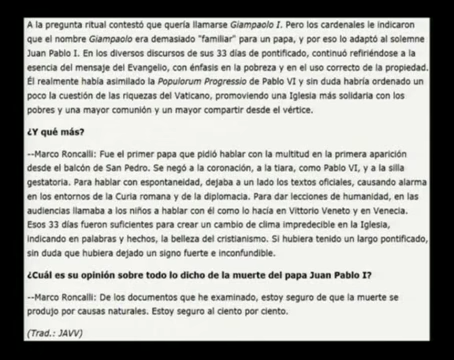 A la pregunta ritual contestó que quería llamarse Giampaolo I. Pero los cardenales le indicaron
que el nombre Giampaolo era demasiado "familiar" para un papa, y por eso lo adaptó al solemne
Juan Pablo I. En los diversos discursos de sus 33 días de pontificado, continuó refiriéndose a la
esencia del mensaje del Evangelio, con énfasis en la pobreza y en el uso correcto de la propiedad.
Él realmente había asimilado la Populorum Progressio de Pablo VI y sin duda habría ordenado un
poco la cuestión de las riquezas del Vaticano, promoviendo una Iglesia más solidaria con los
pobres y una mayor comunión y un mayor compartir desde el vértice.
¿Y qué más?
--Marco Roncalli: Fue el primer papa que pidió hablar con la multitud en la primera aparición
desde el balcón de San Pedro. Se negó a la coronación, a la tiara, como Pablo VI, y a la silla
gestatoria. Para hablar con espontaneidad, dejaba a un lado los textos oficiales, causando alarma
en los entornos de la Curia romana y de la diplomacia. Para dar lecciones de humanidad, en las
audiencias llamaba a los niños a hablar con él como lo hacía en Vittorio Veneto y en Venecia.
Esos 33 días fueron suficientes para crear un cambio de clima impredecible en la Iglesia,
indicando en palabras y hechos, la belleza del cristianismo. Si hubiera tenido un largo pontificado,
sin duda que hubiera dejado un signo fuerte e inconfundible.
¿Cuál es su opinión sobre todo lo dicho de la muerte del papa Juan Pablo I?
--Marco Roncalli: De los documentos que he examinado, estoy seguro de que la muerte se
produjo por causas naturales. Estoy seguro al ciento por ciento.
(Trad.: JAVV)